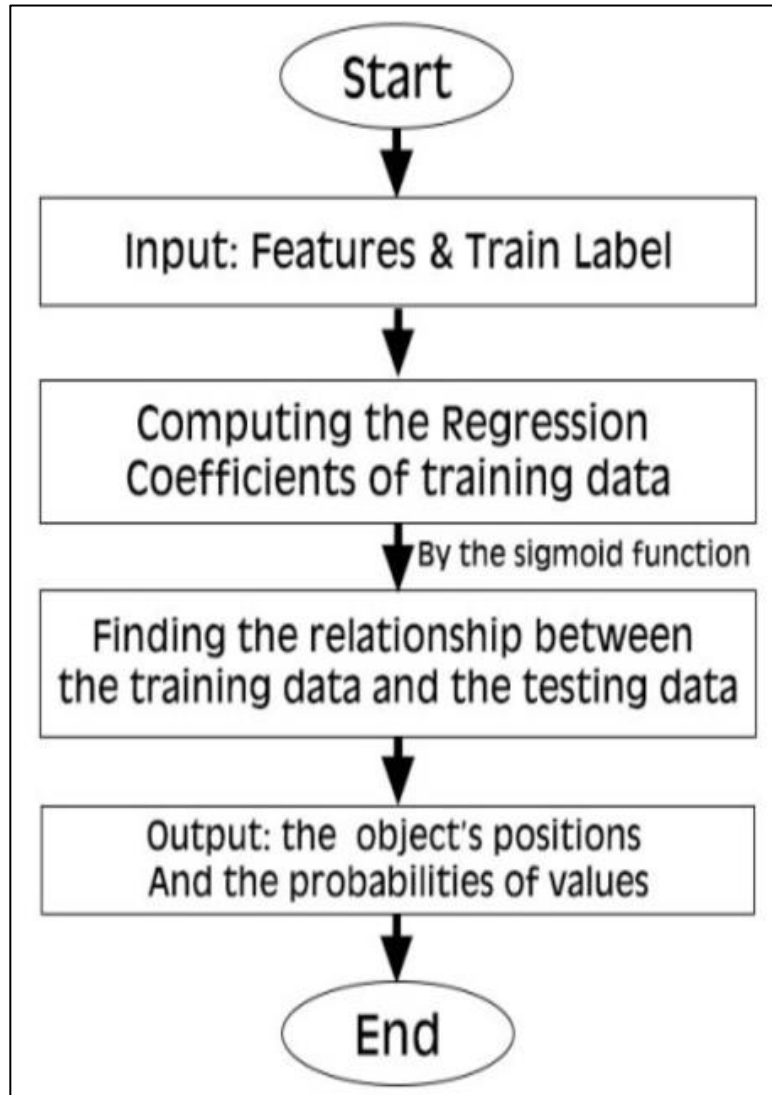 Start
Input: Features & Train Label
Computing the Regression
Coefficients of training data
By the sigmoid function
Finding the relationship between
the training data and the testing data
Output: the object's positions
And the probabilities of values
End